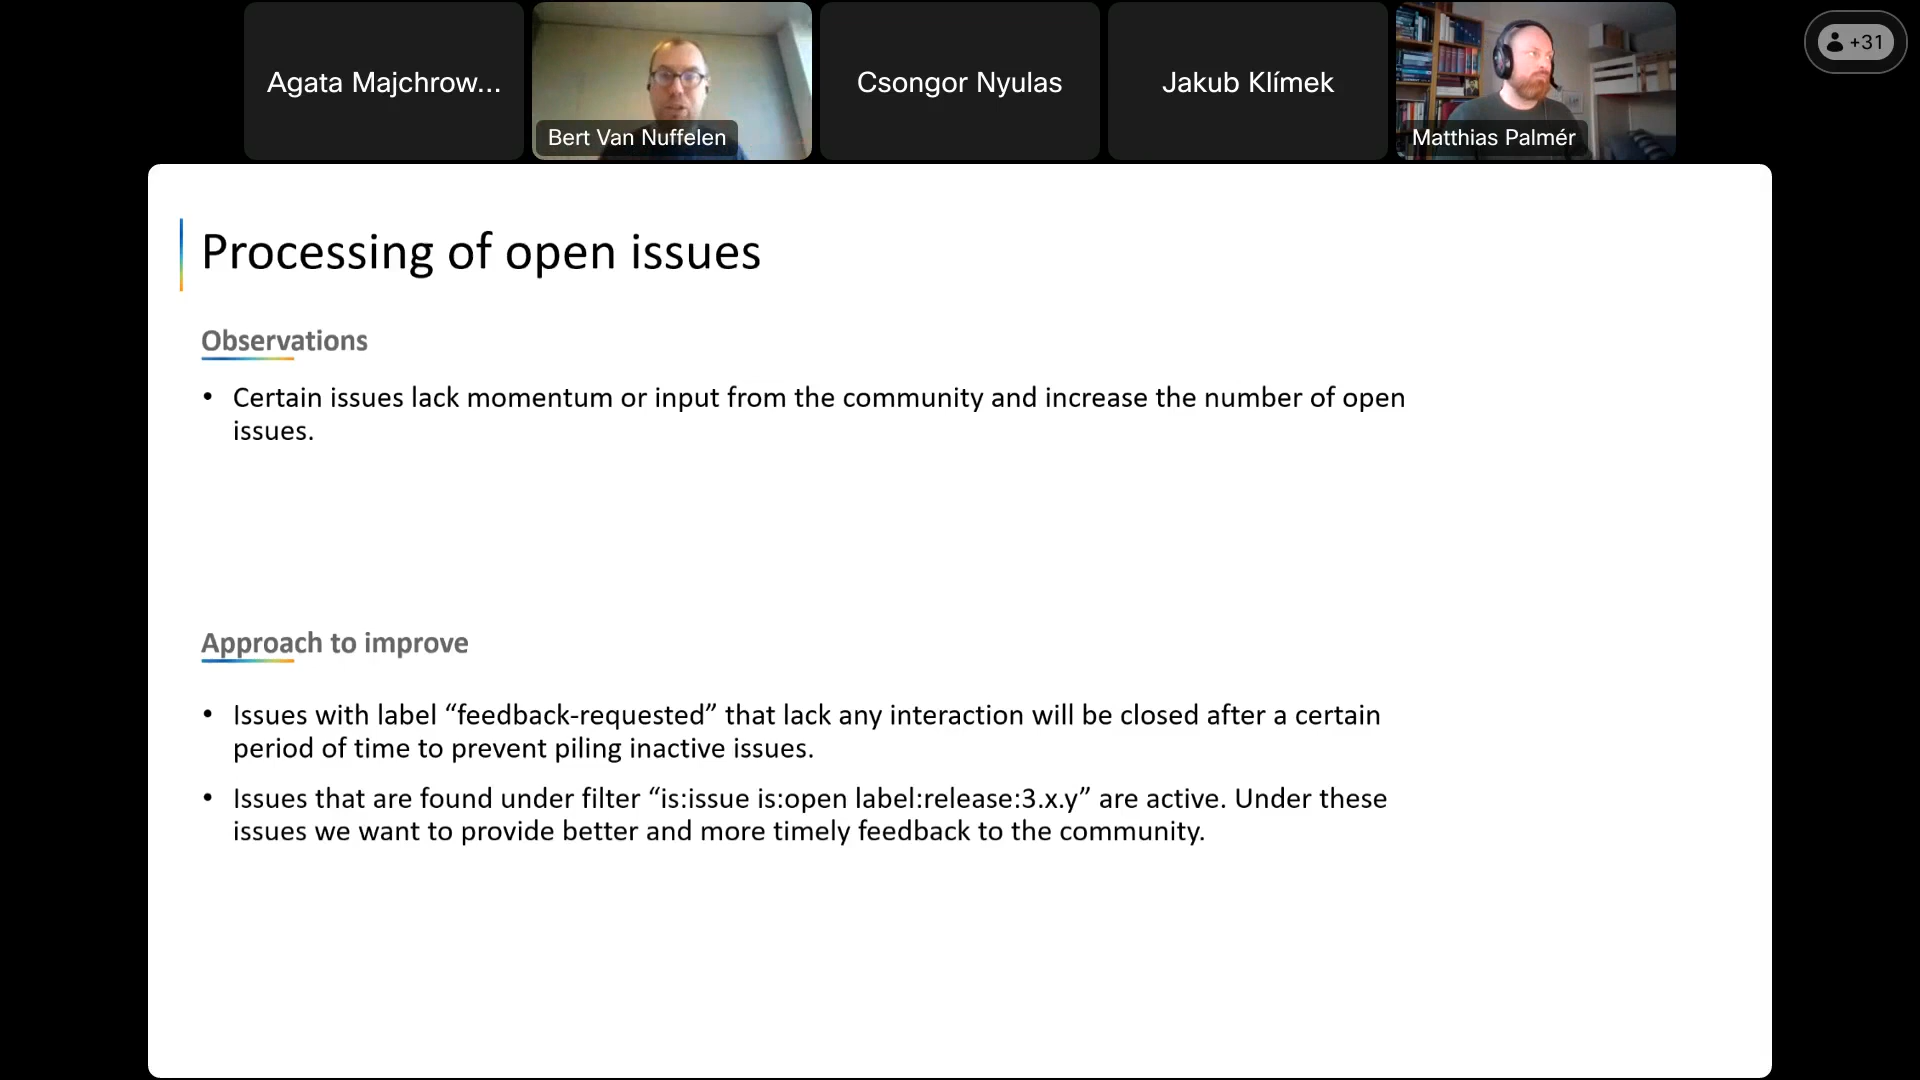 Agata Majchrow...
Bert Van Nuffelen
Csongor Nyulas
Jakub Klímek
Matthias Palmér
+31
Processing of open issues
Observations
• Certain issues lack momentum or input from the community and increase the number of open
issues.
Approach to improve
• Issues with label “feedback-requested” that lack any interaction will be closed after a certain
period of time to prevent piling inactive issues.
• Issues that are found under filter “is:issue is:open label:release:3.x.y” are active. Under these
issues we want to provide better and more timely feedback to the community.